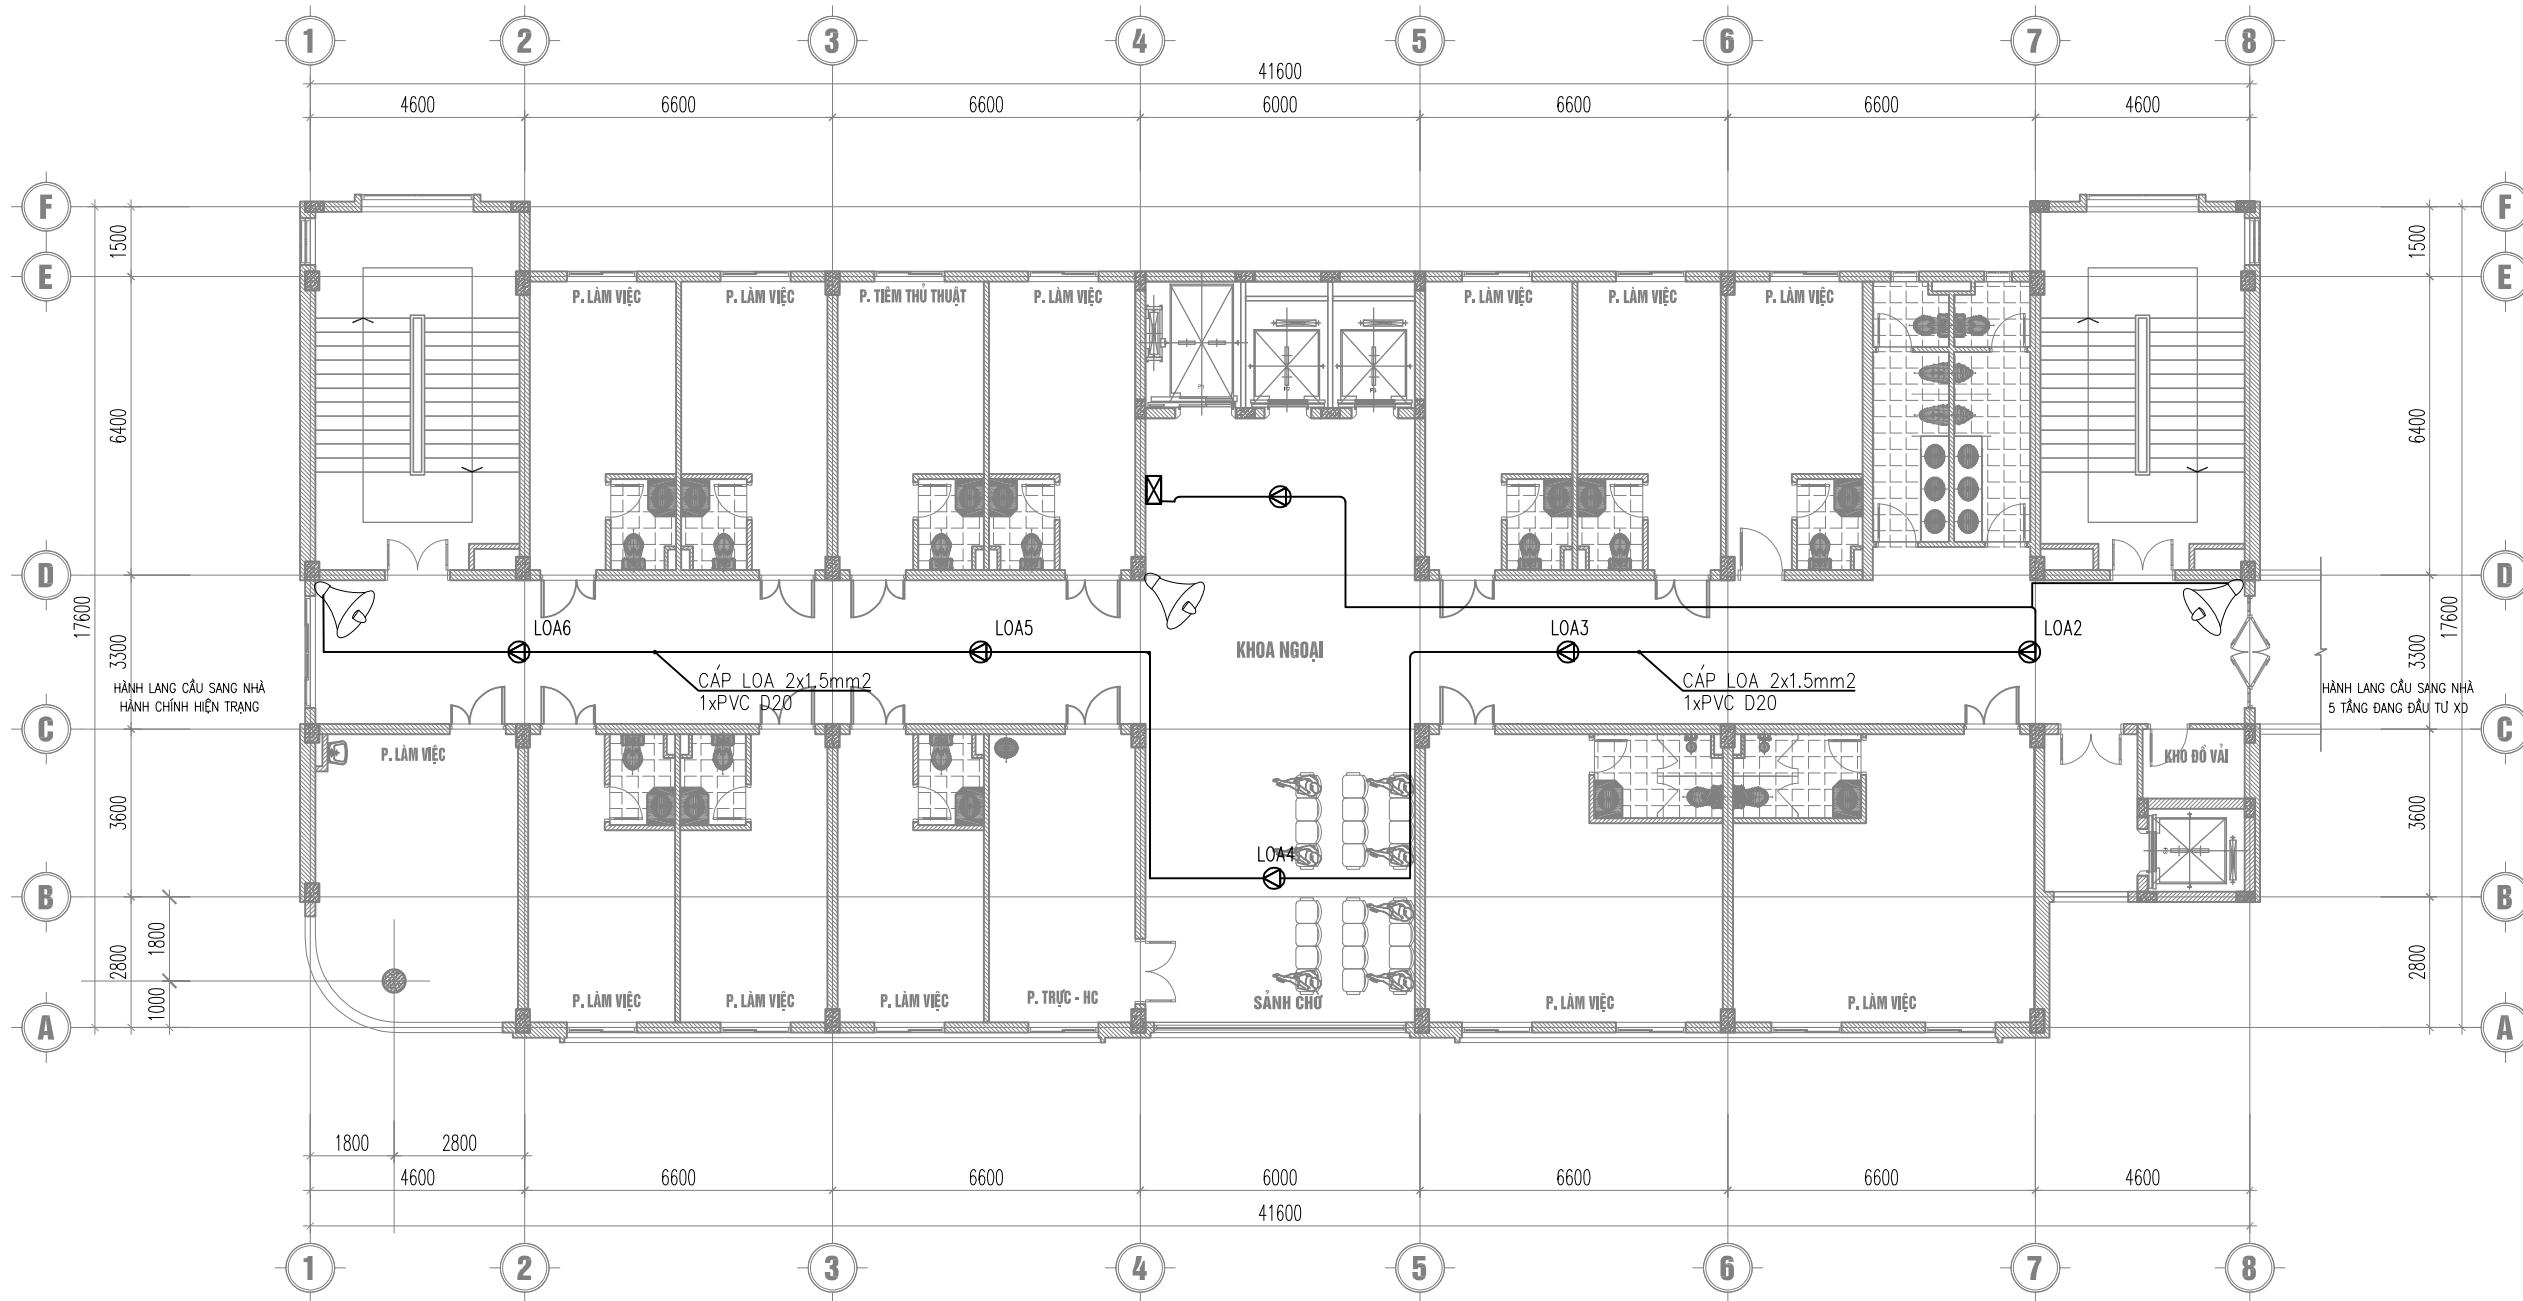 1 2 3 4 5 6 7 8
41600
4600 6600 6600 6000 6600 6600 4600
F F
1500 1500
E E
P. LÀM VIỆC P. LÀM VIỆC P. TIÊM THỦ THUẬT P. LÀM VIỆC P. LÀM VIỆC P. LÀM VIỆC P. LÀM VIỆC
6400 6400
D D
17600 17600
LOA6 LOA5 LOA3 LOA2
3300 KHOA NGOẠI 3300
CÁP LOA 2x1.5mm2 CÁP LOA 2x1.5mm2
1xPVC D20 1xPVC D20
HÀNH LANG CẦU SANG NHÀ HÀNH LANG CẦU SANG NHÀ
HÀNH CHÍNH HIỆN TRẠNG 5 TẦNG ĐANG ĐẦU TƯ XD
C C
P. LÀM VIỆC KHO ĐỒ VẢI
3600 3600
LOA4
B B
1800
2800 2800
1000
P. LÀM VIỆC P. LÀM VIỆC P. LÀM VIỆC P. TRỰC - HC SẢNH CHỜ P. LÀM VIỆC P. LÀM VIỆC
A A
1800 2800
4600 6600 6600 6000 6600 6600 4600
41600
1 2 3 4 5 6 7 8